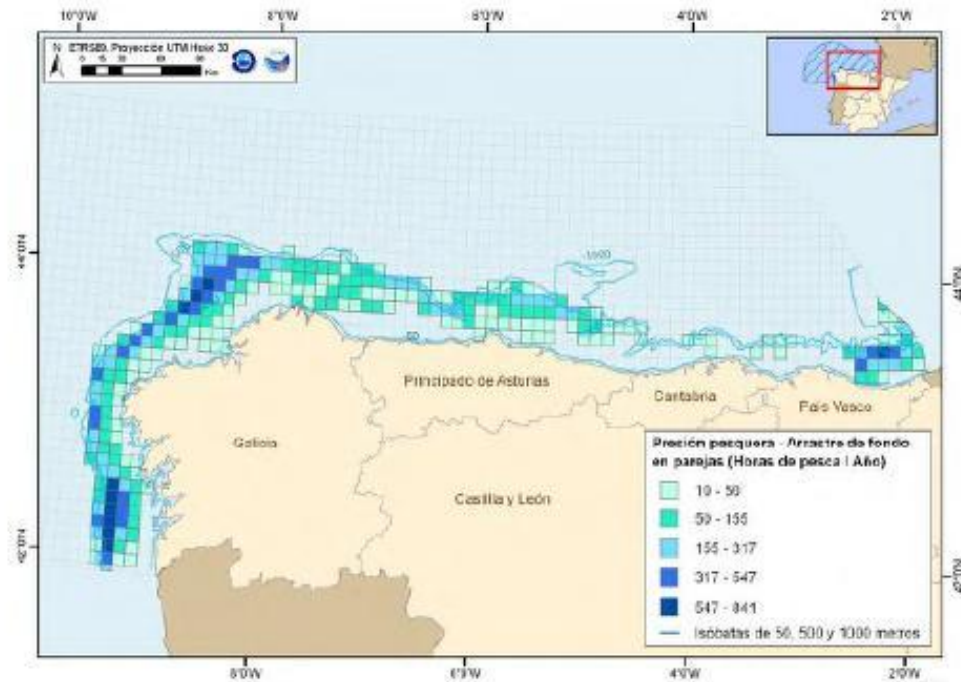 10°0'W 8°0'W 6°0'W 4°0'W 2°0'W
N ETRS89, Proyección UTM Huso 30
Km
44°0'N
44°0'N
-1000
Principado de Asturias
Cantabria
País Vasco
Galicia
Castilla y León
Presión pesquera - Arrastre de fondo
en parejas (Horas de pesca / Año)
10 - 50
50 - 155
155 - 317
317 - 547
547 - 841
Isóbatas de 50, 500 y 1000 metros
42°0'N
42°0'N
8°0'W 6°0'W 4°0'W 2°0'W